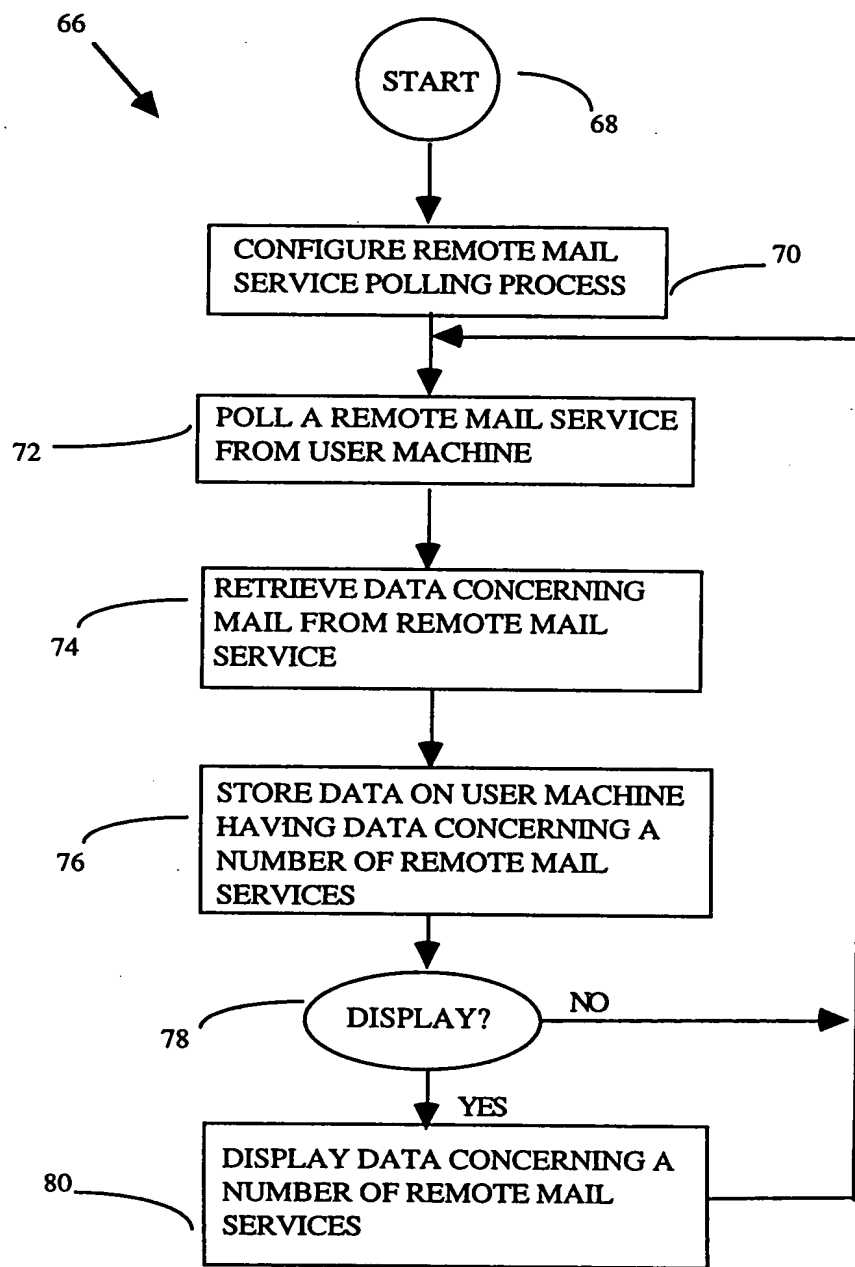 66
START
68
CONFIGURE REMOTE MAIL
SERVICE POLLING PROCESS
70
POLL A REMOTE MAIL SERVICE
FROM USER MACHINE
72
RETRIEVE DATA CONCERNING
MAIL FROM REMOTE MAIL
SERVICE
74
STORE DATA ON USER MACHINE
HAVING DATA CONCERNING A
NUMBER OF REMOTE MAIL
SERVICES
76
DISPLAY?
NO
78
YES
DISPLAY DATA CONCERNING A
NUMBER OF REMOTE MAIL
SERVICES
80